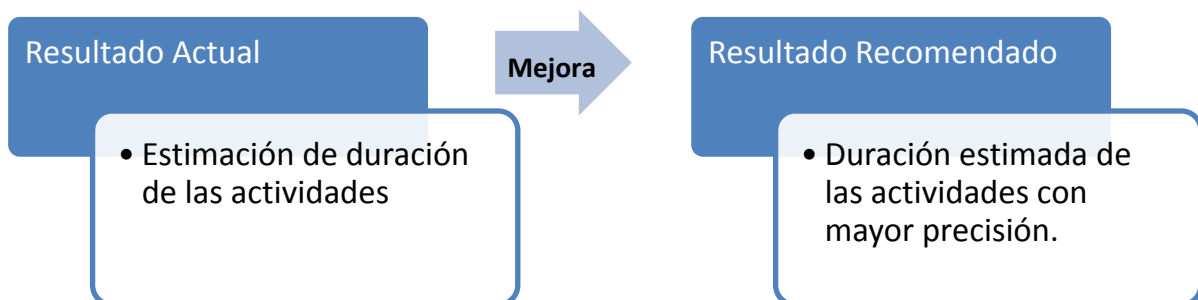 Resultado Actual
• Estimación de duración
de las actividades
Mejora
Resultado Recomendado
• Duración estimada de
las actividades con
mayor precisión.